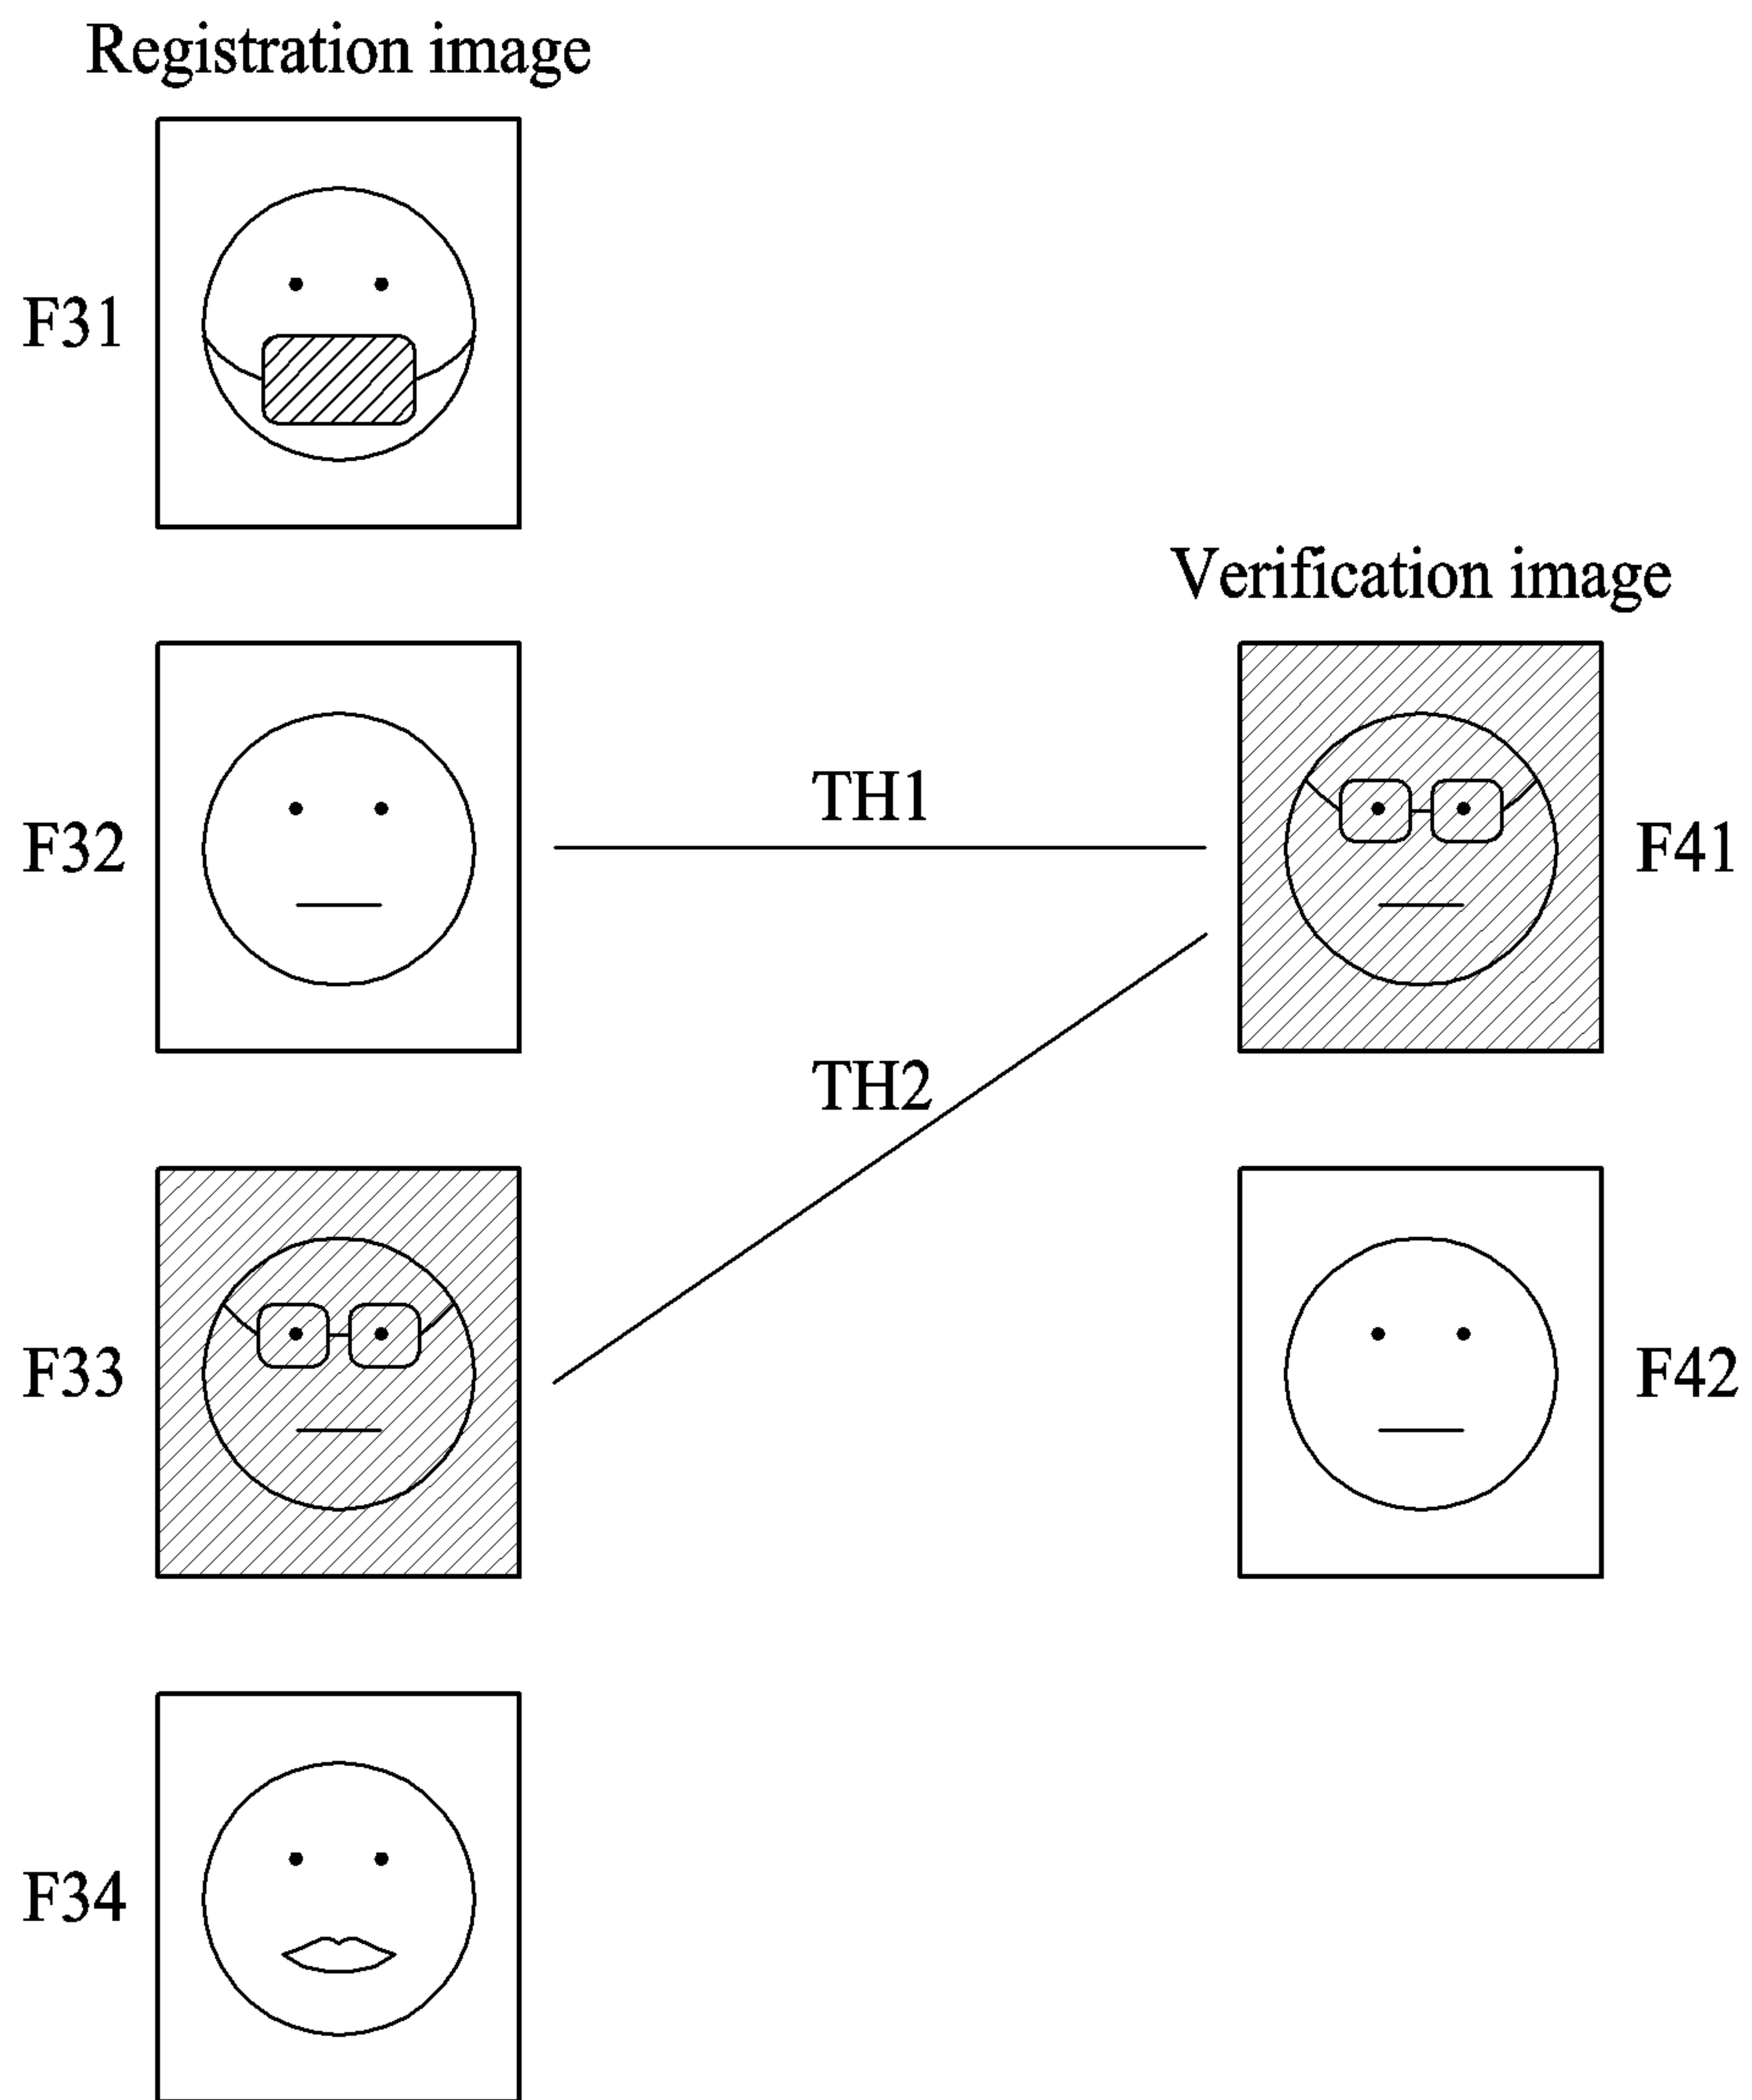 Registration image
F31
Verification image
F32
TH1
F41
TH2
F33
F42
F34